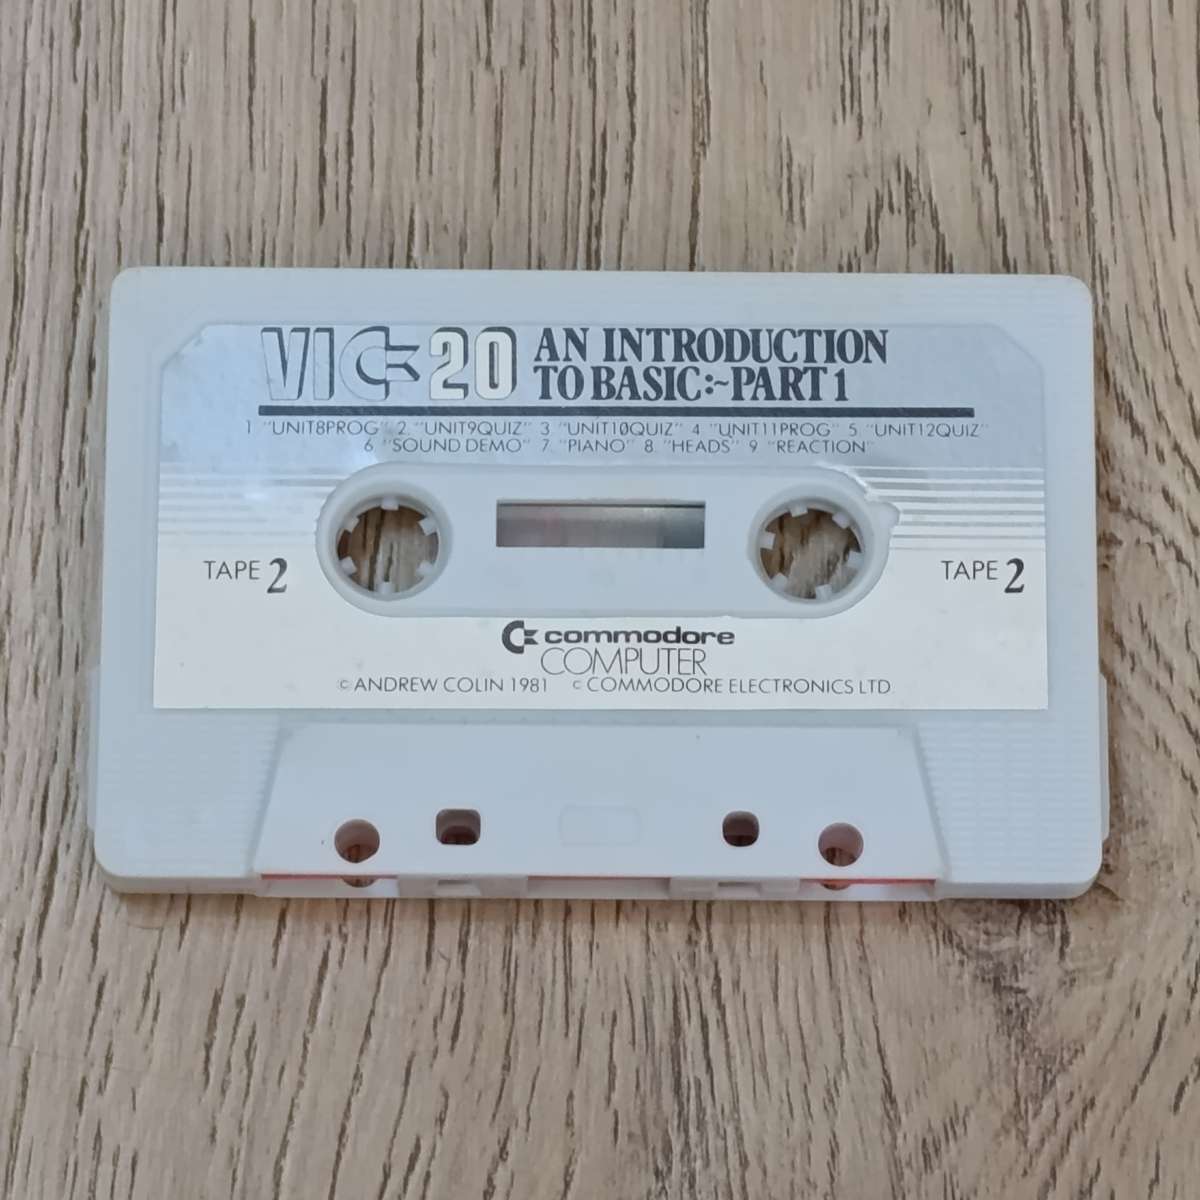 VIC-20 AN INTRODUCTION
TO BASIC:~PART 1
1. "UNIT8PROG" 2. "UNIT9QUIZ" 3. "UNIT10QUIZ" 4. "UNIT11PROG" 5. "UNIT12QUIZ"
6. "SOUND DEMO" 7. "PIANO" 8. "HEADS" 9 "REACTION"
TAPE 2
TAPE 2
commodore
COMPUTER
© ANDREW COLIN 1981 © COMMODORE ELECTRONICS LTD